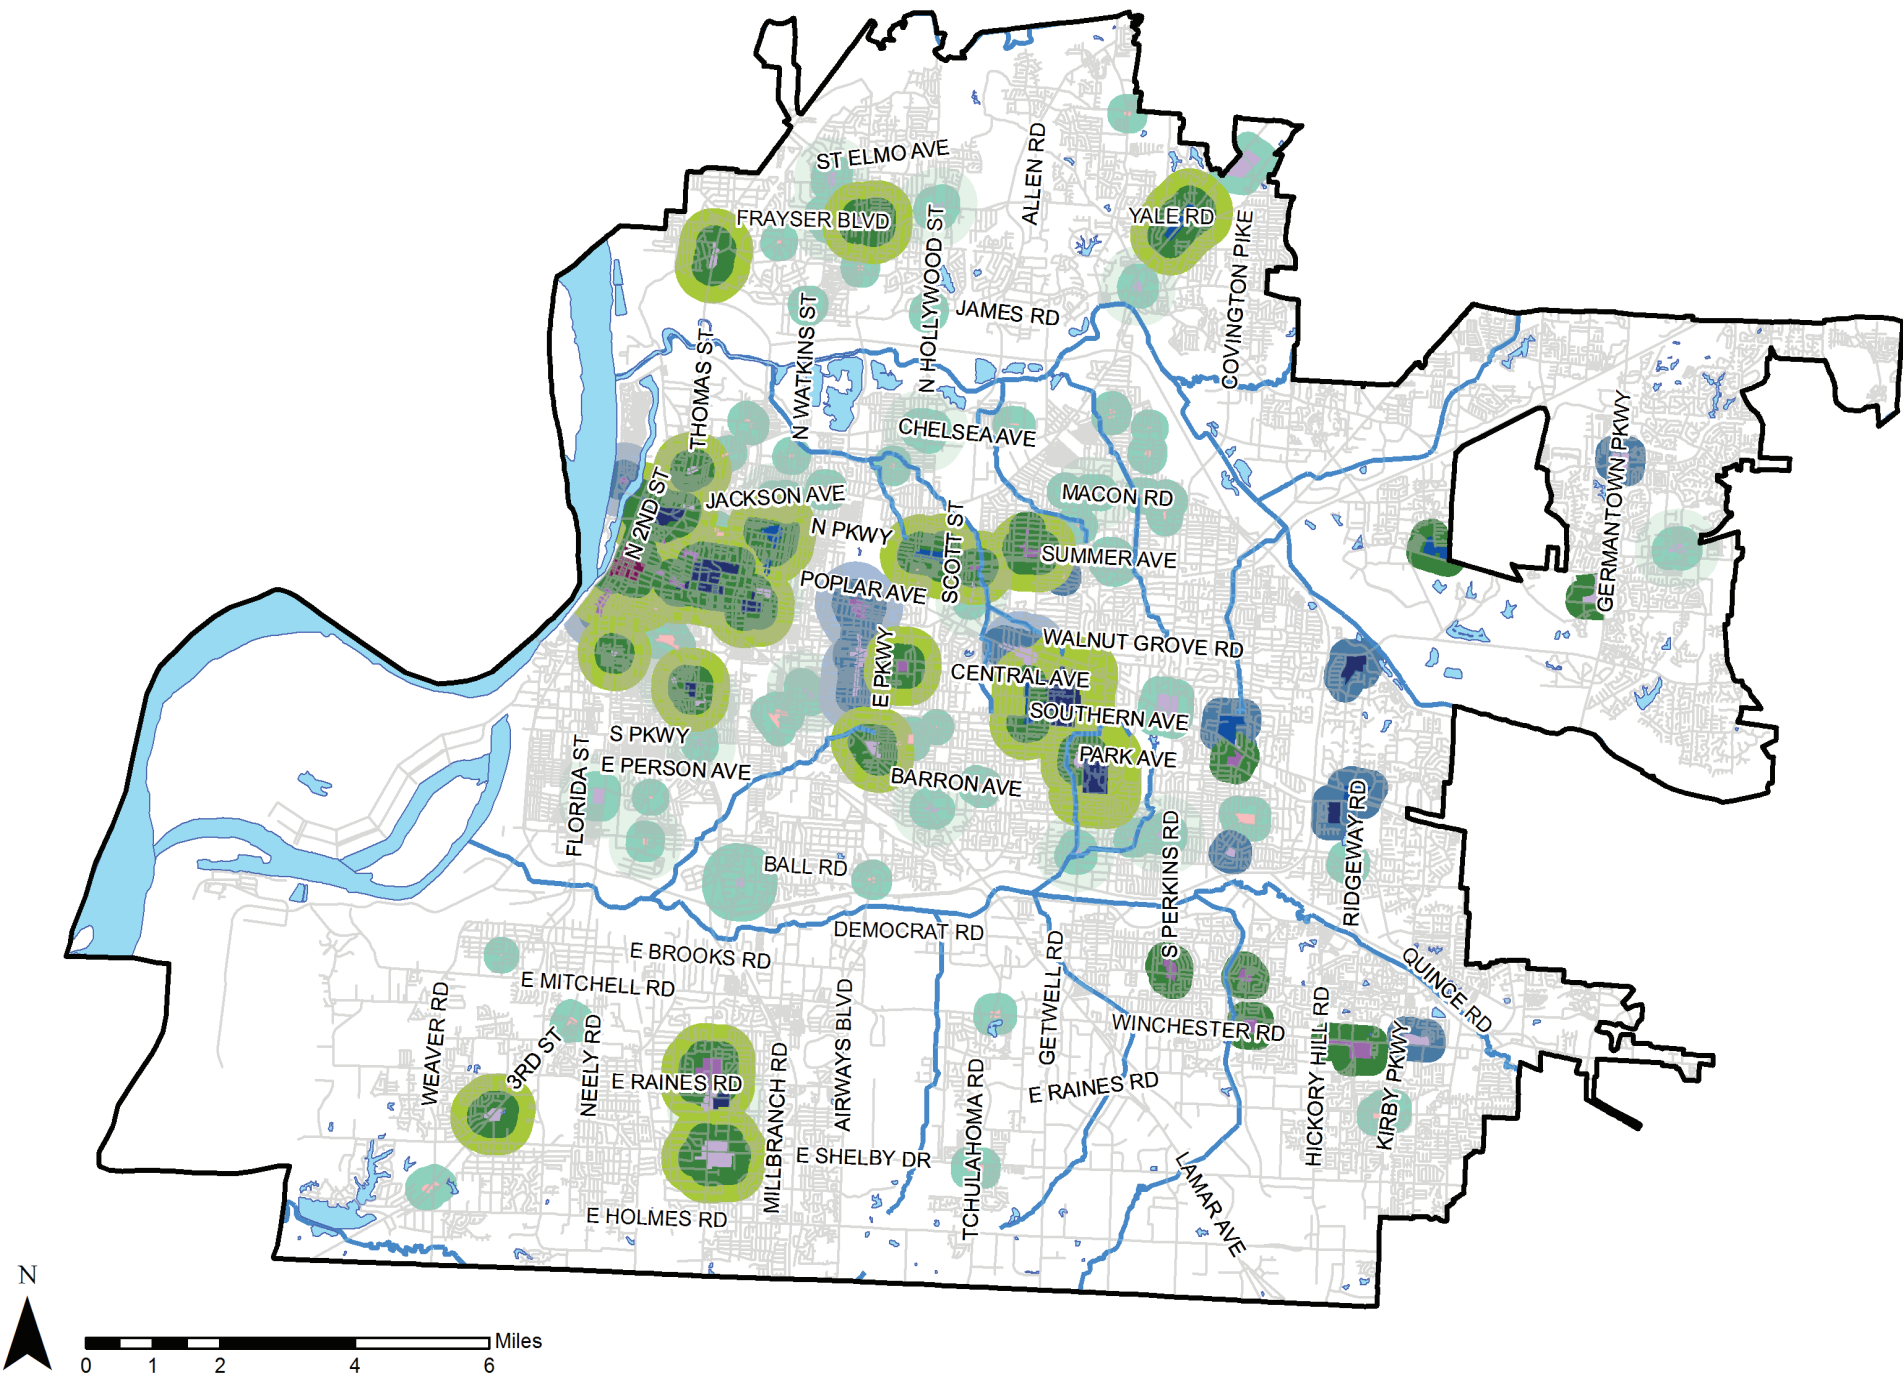 ST ELMO AVE
ALLEN RD
FRAYSER BLVD
YALE RD
N HOLLYWOOD ST
COVINGTON PIKE
JAMES RD
N WATKINS ST
THOMAS ST
CHELSEA AVE
GERMANTOWN PKWY
JACKSON AVE
MACON RD
N 2ND ST
N PKWY
SCOTT ST
SUMMER AVE
POPLAR AVE
WALNUT GROVE RD
E PKWY
CENTRAL AVE
SOUTHERN AVE
S PKWY
PARK AVE
E PERSON AVE
BARRON AVE
FLORIDA ST
RIDGEWAY RD
BALL RD
S PERKINS RD
DEMOCRAT RD
E BROOKS RD
QUINCE RD
E MITCHELL RD
WEAVER RD
AIRWAYS BLVD
GETWELL RD
3RD ST
NEELY RD
WINCHESTER RD
HICKORY HILL RD
KIRBY PKWY
E RAINES RD
E RAINES RD
MILLBRANCH RD
TCHULAHOMA RD
E SHELBY DR
LAMAR AVE
E HOLMES RD
N
Miles
0 1 2 4 6